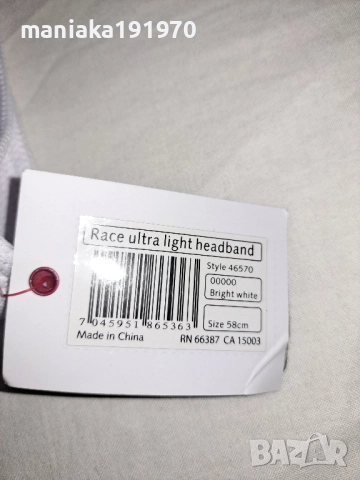 maniaka191970
Race ultra light headband
Style 46570
00000
Bright white
7 045951 865363
Size 58cm
Made in China
RN 66387 CA 15003
BAZAR